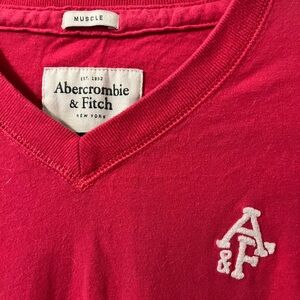 MUSCLE
EST. 1892
Abercrombie
& Fitch
NEW YORK
A
&F